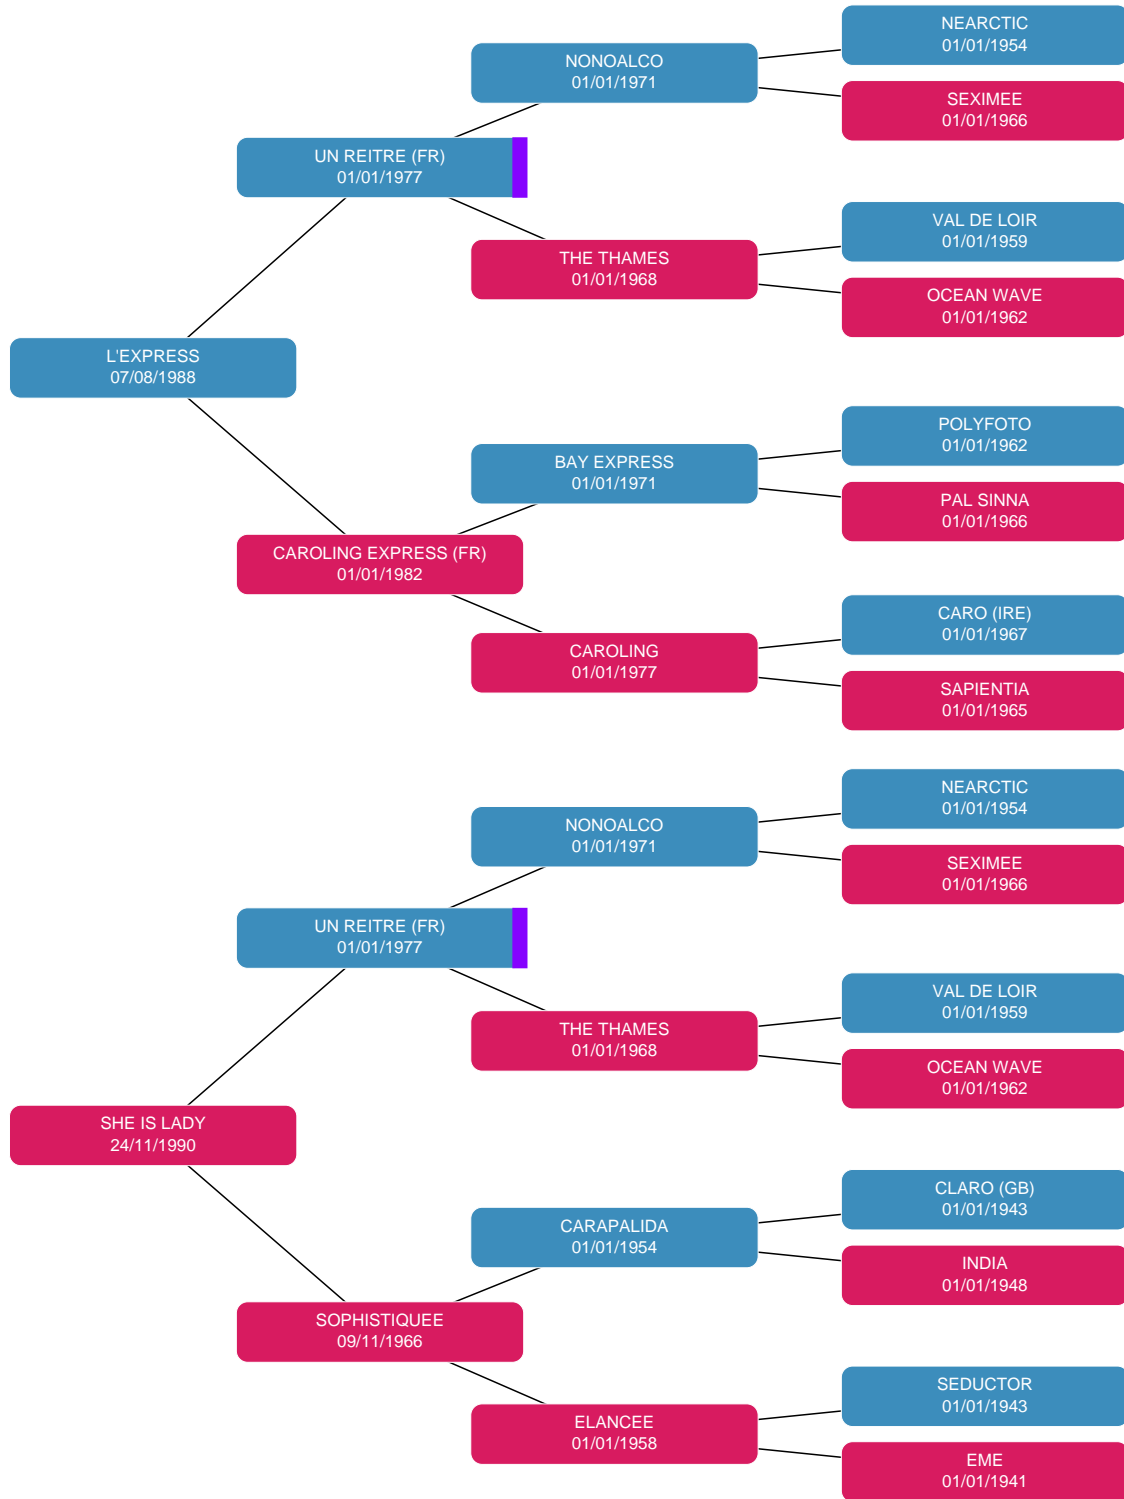 NEARCTIC
01/01/1954
NONOALCO
01/01/1971
SEXIMEE
01/01/1966
UN REITRE (FR)
01/01/1977
VAL DE LOIR
01/01/1959
THE THAMES
01/01/1968
OCEAN WAVE
01/01/1962
L'EXPRESS
07/08/1988
POLYFOTO
01/01/1962
BAY EXPRESS
01/01/1971
PAL SINNA
01/01/1966
CAROLING EXPRESS (FR)
01/01/1982
CARO (IRE)
01/01/1967
CAROLING
01/01/1977
SAPIENTIA
01/01/1965
NEARCTIC
01/01/1954
NONOALCO
01/01/1971
SEXIMEE
01/01/1966
UN REITRE (FR)
01/01/1977
VAL DE LOIR
01/01/1959
THE THAMES
01/01/1968
OCEAN WAVE
01/01/1962
SHE IS LADY
24/11/1990
CLARO (GB)
01/01/1943
CARAPALIDA
01/01/1954
INDIA
01/01/1948
SOPHISTIQUEE
09/11/1966
SEDUCTOR
01/01/1943
ELANCEE
01/01/1958
EME
01/01/1941